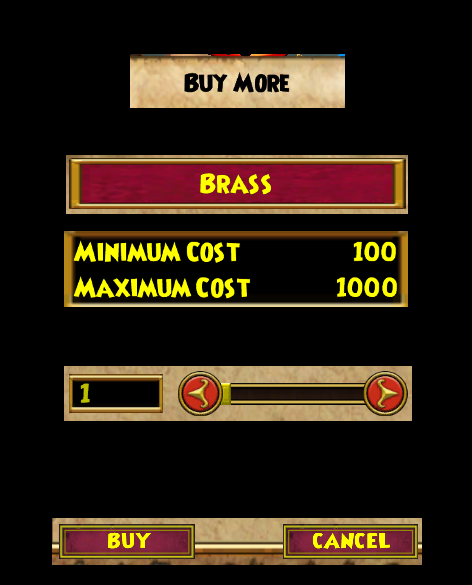 BUY MORE
BRASS
MINIMUM COST 100
MAXIMUM COST 1000
1
BUY CANCEL